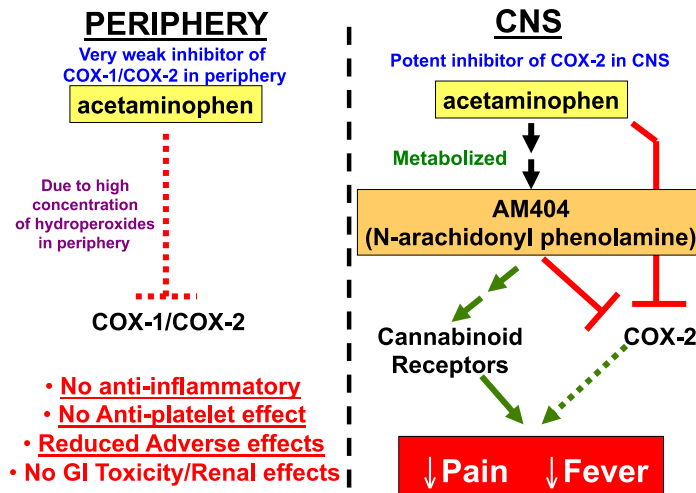 PERIPHERY
Very weak inhibitor of
COX-1/COX-2 in periphery
acetaminophen
Due to high
concentration
of hydroperoxides
in periphery
COX-1/COX-2
• No anti-inflammatory
• No Anti-platelet effect
• Reduced Adverse effects
• No GI Toxicity/Renal effects
CNS
Potent inhibitor of COX-2 in CNS
acetaminophen
Metabolized
AM404
(N-arachidonyl phenolamine)
Cannabinoid
Receptors
COX-2
↓Pain ↓Fever